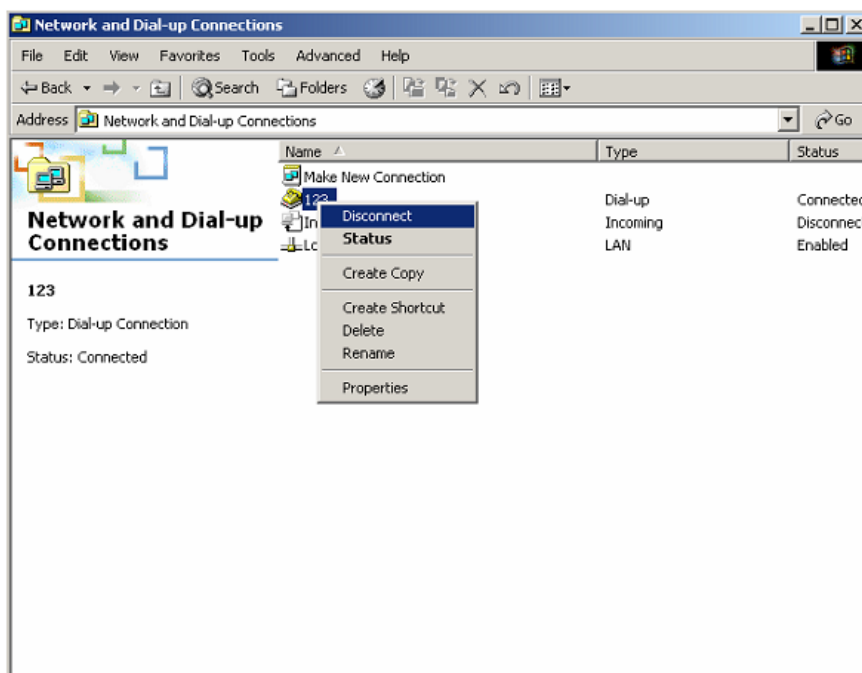 Network and Dial-up Connections
File Edit View Favorites Tools Advanced Help
Back Search Folders
Address Network and Dial-up Connections Go
Name Type Status
Make New Connection
123 Dial-up Connected
In Incoming Disconnec
Lo LAN Enabled
Disconnect
Status
Create Copy
Create Shortcut
Delete
Rename
Properties
Network and Dial-up
Connections
123
Type: Dial-up Connection
Status: Connected